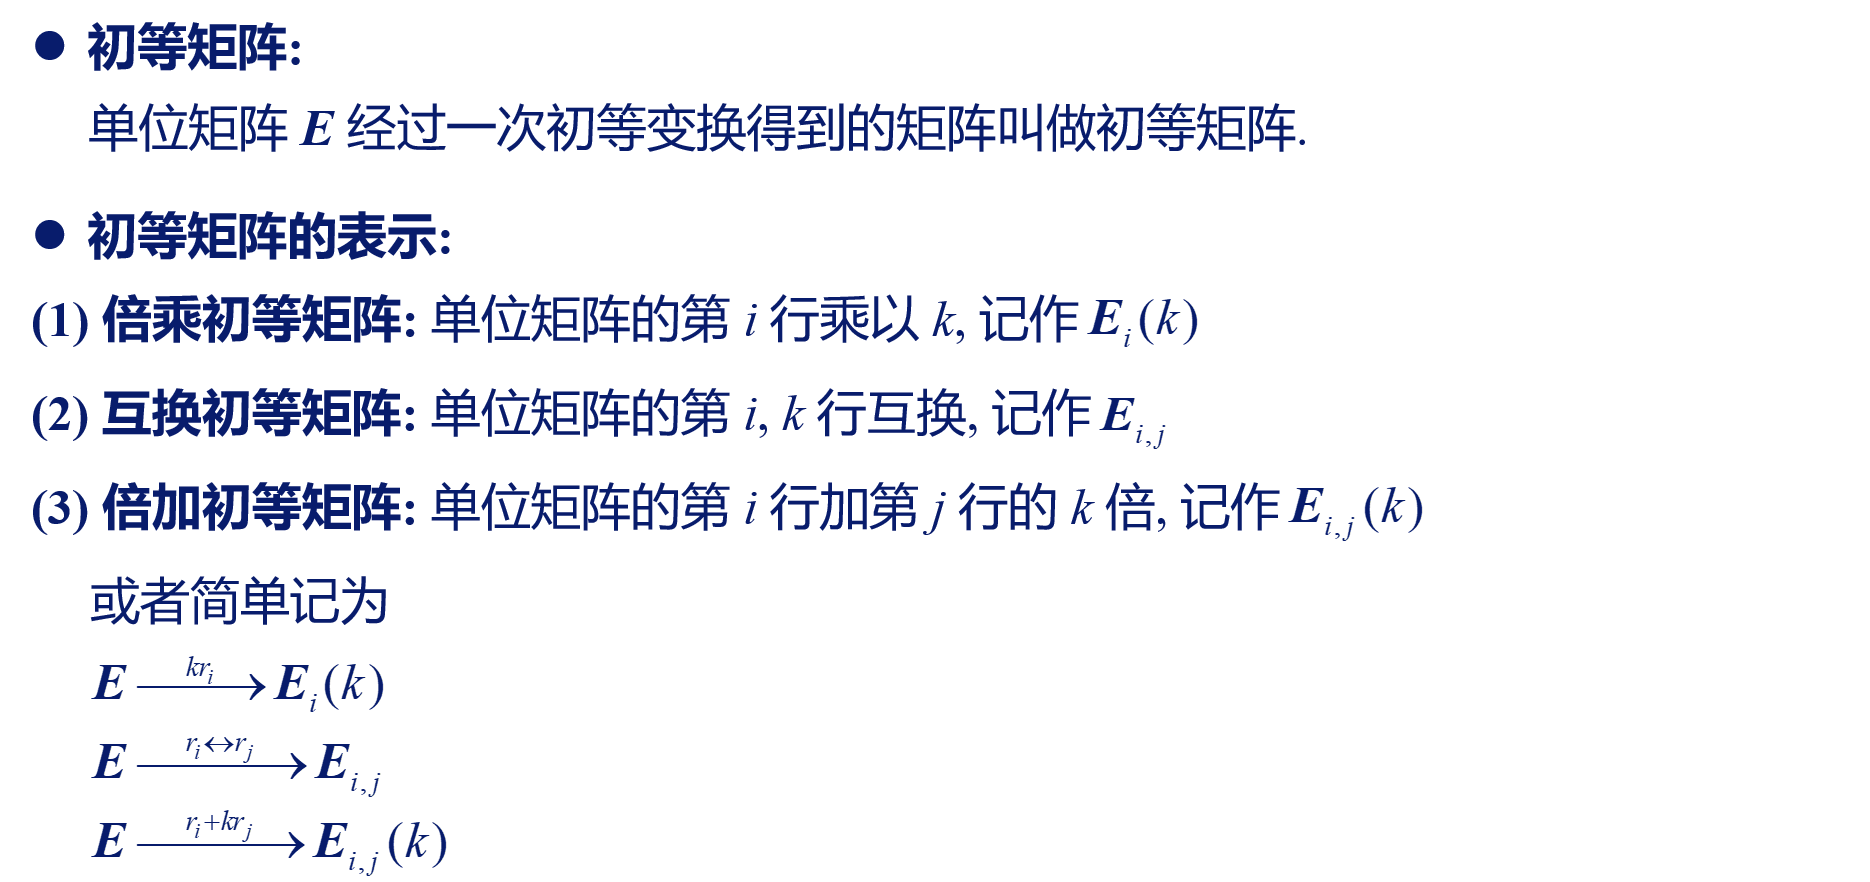 ● 初等矩阵:
单位矩阵 E 经过一次初等变换得到的矩阵叫做初等矩阵.
● 初等矩阵的表示:
(1) 倍乘初等矩阵: 单位矩阵的第 i 行乘以 k, 记作 E_i(k)
(2) 互换初等矩阵: 单位矩阵的第 i, k 行互换, 记作 E_{i,j}
(3) 倍加初等矩阵: 单位矩阵的第 i 行加第 j 行的 k 倍, 记作 E_{i,j}(k)
或者简单记为
E \xrightarrow{kr_i} E_i(k)
E \xrightarrow{r_i↔r_j} E_{i,j}
E \xrightarrow{r_i+kr_j} E_{i,j}(k)